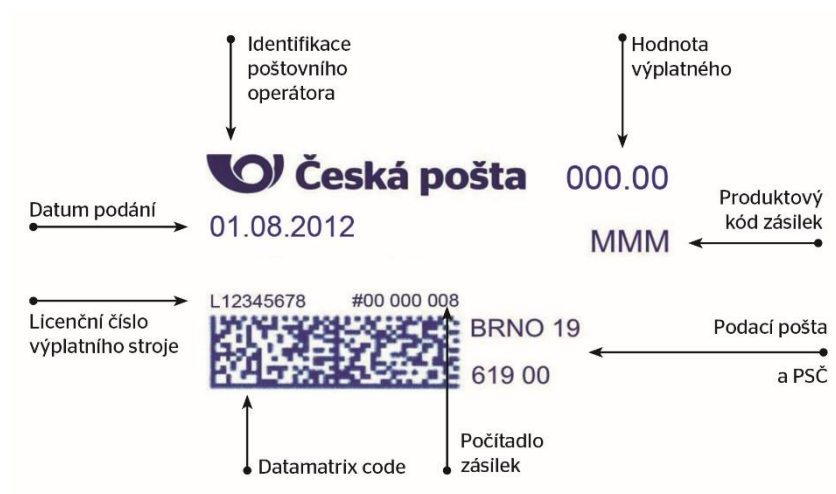 Identifikace
poštovního
operátora
Hodnota
výplatného
Česká pošta
000.00
Datum podání
01.08.2012
Produktový
kód zásilek
MMM
L12345678
#00 000 008
Licenční číslo
výplatního stroje
BRNO 19
619 00
Podací pošta
a PSČ
Datamatrix code
Počítadlo
zásilek